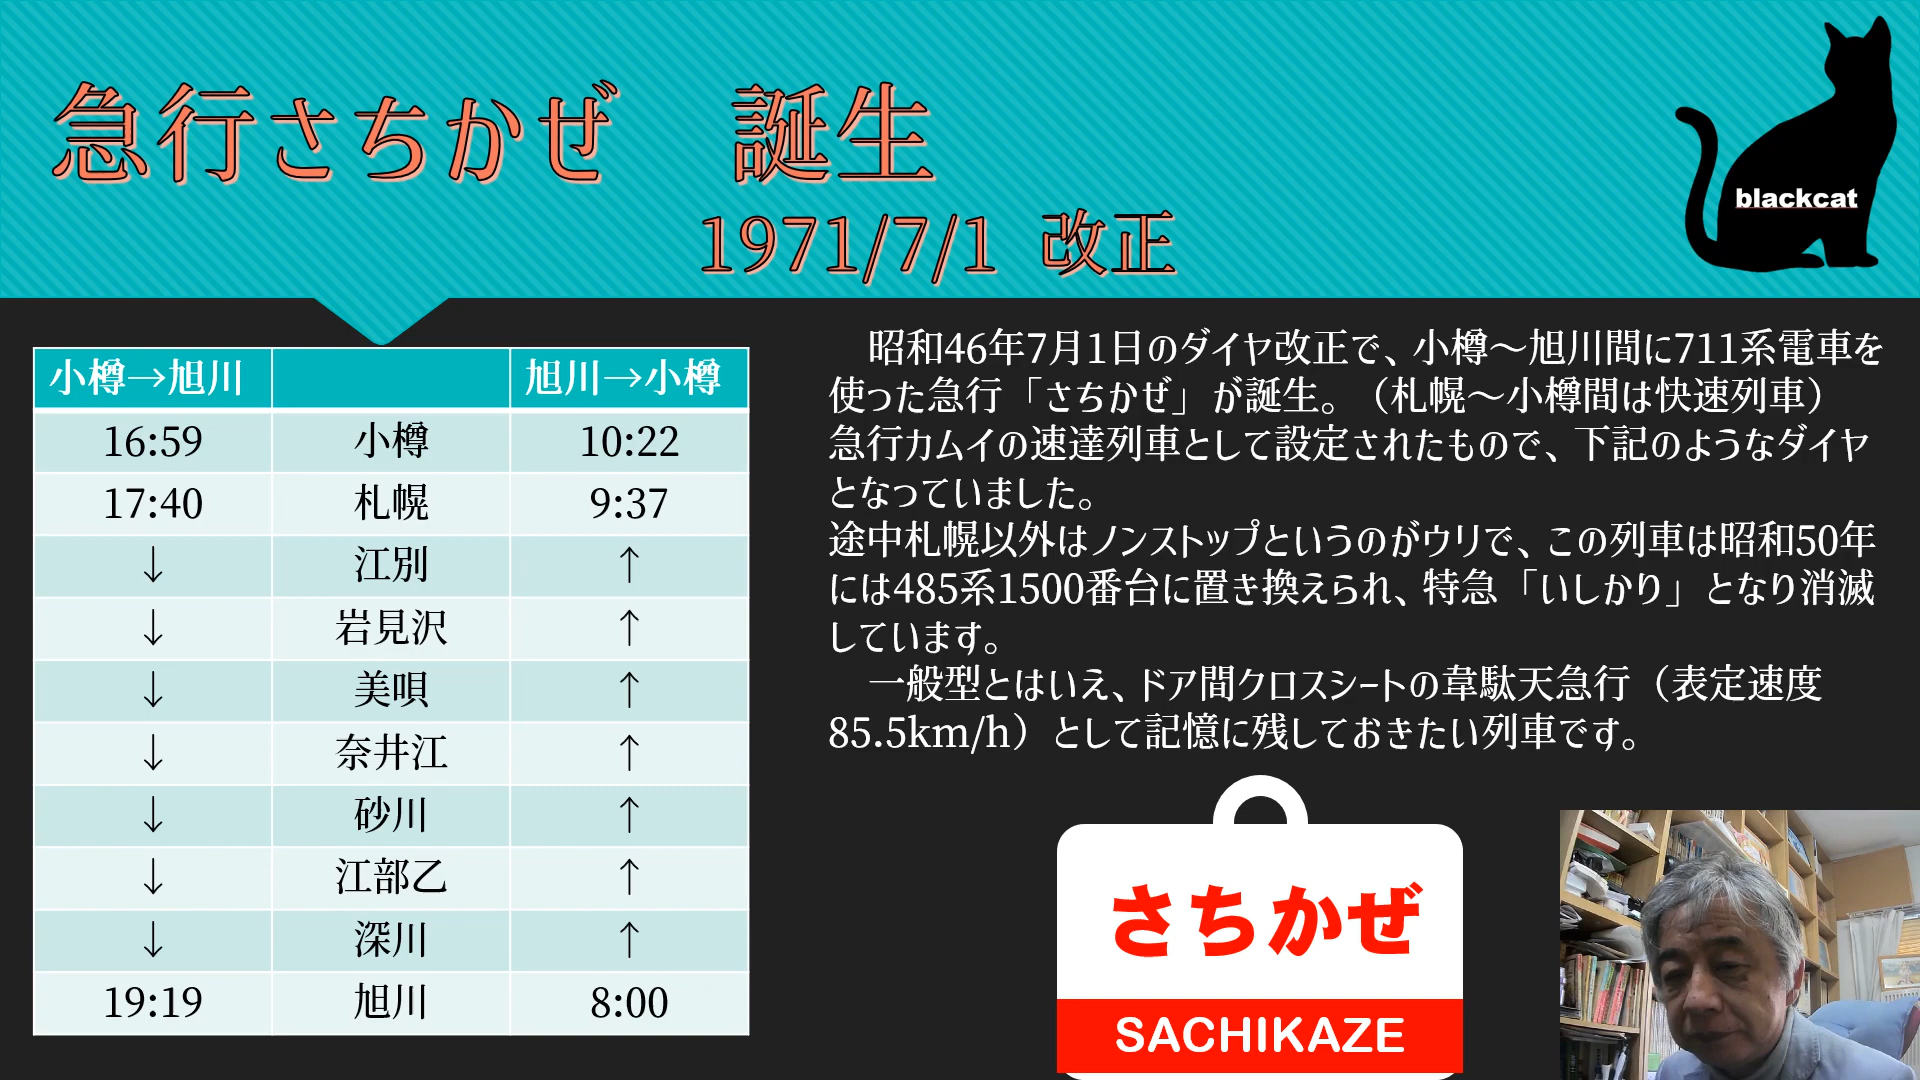 急行さちかぜ　誕生
1971/7/1 改正
blackcat
小樽→旭川 旭川→小樽
16:59 小樽 10:22
17:40 札幌 9:37
↓ 江別 ↑
↓ 岩見沢 ↑
↓ 美唄 ↑
↓ 奈井江 ↑
↓ 砂川 ↑
↓ 江部乙 ↑
↓ 深川 ↑
19:19 旭川 8:00
昭和46年7月1日のダイヤ改正で、小樽～旭川間に711系電車を
使った急行「さちかぜ」が誕生。（札幌～小樽間は快速列車）
急行カムイの速達列車として設定されたもので、下記のようなダイヤ
となっていました。
途中札幌以外はノンストップというのがウリで、この列車は昭和50年
には485系1500番台に置き換えられ、特急「いしかり」となり消滅
しています。
一般型とはいえ、ドア間クロスシートの韋駄天急行（表定速度
85.5km/h）として記憶に残しておきたい列車です。
さちかぜ
SACHIKAZE